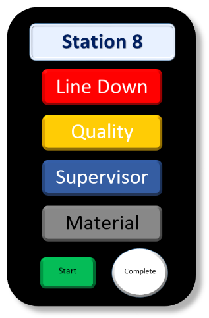 Station 8
Line Down
Quality
Supervisor
Material
Start
Complete